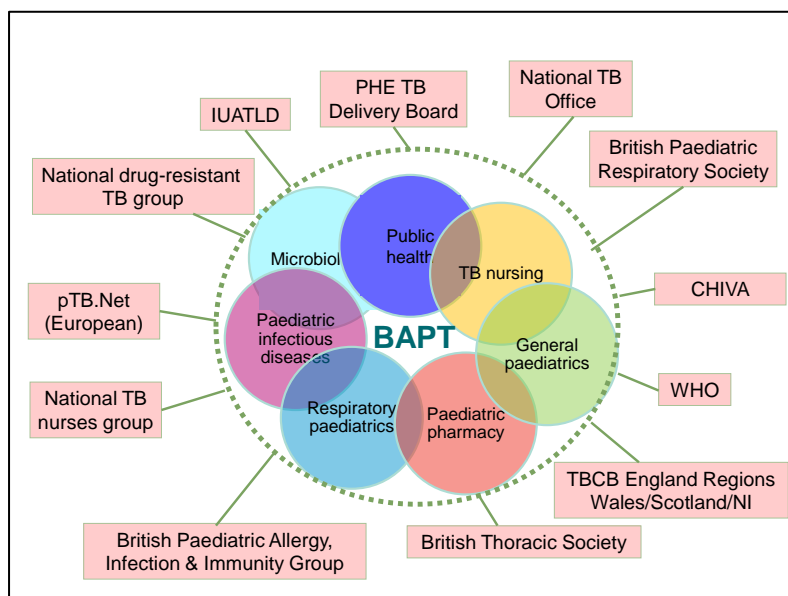 PHE TB
Delivery Board
National TB
Office
IUATLD
British Paediatric
Respiratory Society
National drug-resistant
TB group
Public
health
Microbiol
TB nursing
CHIVA
pTB.Net
(European)
Paediatric
infectious
diseases
BAPT
General
paediatrics
WHO
National TB
nurses group
Respiratory
paediatrics
Paediatric
pharmacy
TBCB England Regions
Wales/Scotland/NI
British Paediatric Allergy,
Infection & Immunity Group
British Thoracic Society